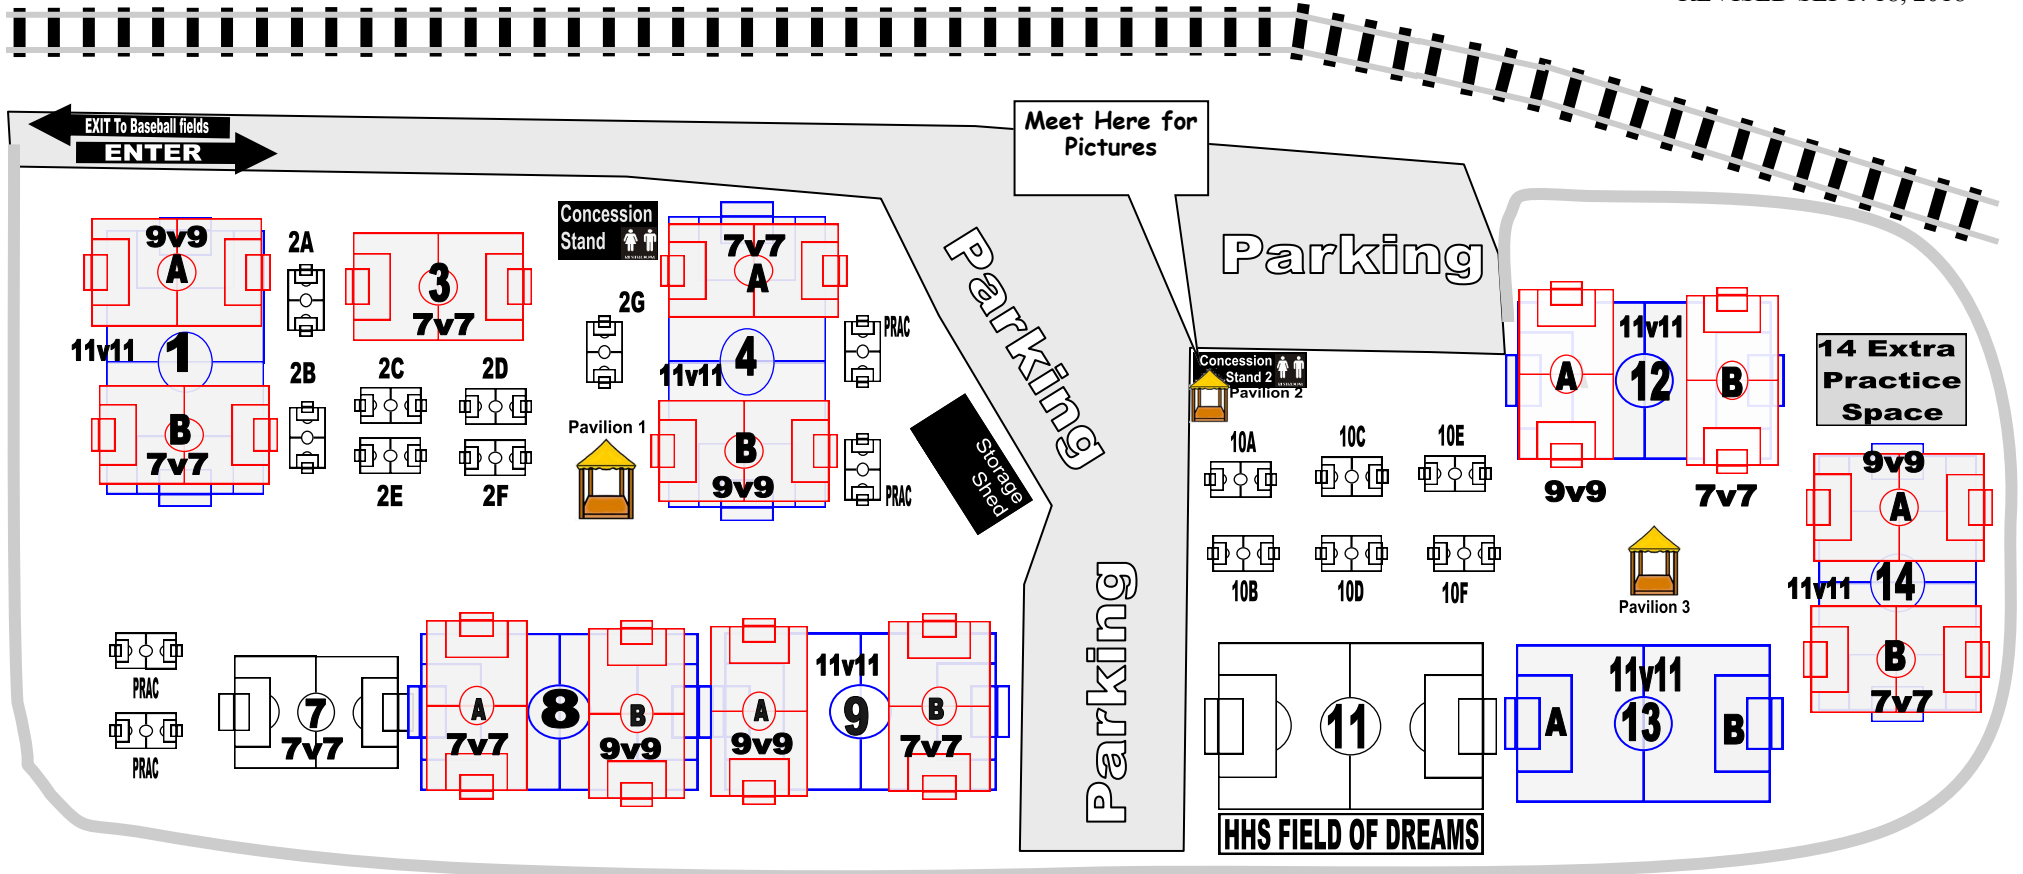 EXIT To Baseball fields
ENTER
Meet Here for
Pictures
Parking
Parking
Parking
Concession
Stand
9v9
A
11v11
1
B
7v7
2A
2B
3
7v7
2C
2D
2E
2F
2G
Pavilion 1
7v7
A
11v11
4
B
9v9
PRAC
PRAC
Storage
Shed
Concession
Stand 2
Pavilion 2
10A
10C
10E
10B
10D
10F
11v11
A
12
B
9v9
7v7
14 Extra
Practice
Space
9v9
A
11v11
14
B
7v7
Pavilion 3
PRAC
PRAC
7
7v7
A
8
B
7v7
9v9
11v11
A
9
B
9v9
7v7
11
HHS FIELD OF DREAMS
11v11
A
13
B